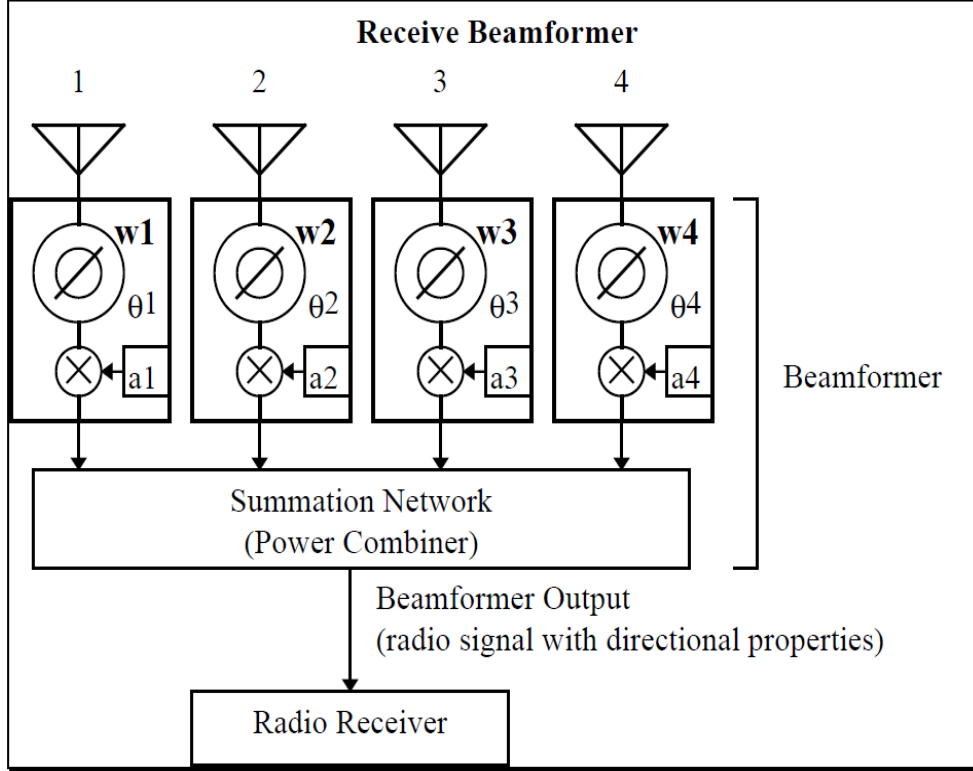 Receive Beamformer
1 2 3 4
w1 w2 w3 w4
θ1 θ2 θ3 θ4
a1 a2 a3 a4
Beamformer
Summation Network
(Power Combiner)
Beamformer Output
(radio signal with directional properties)
Radio Receiver